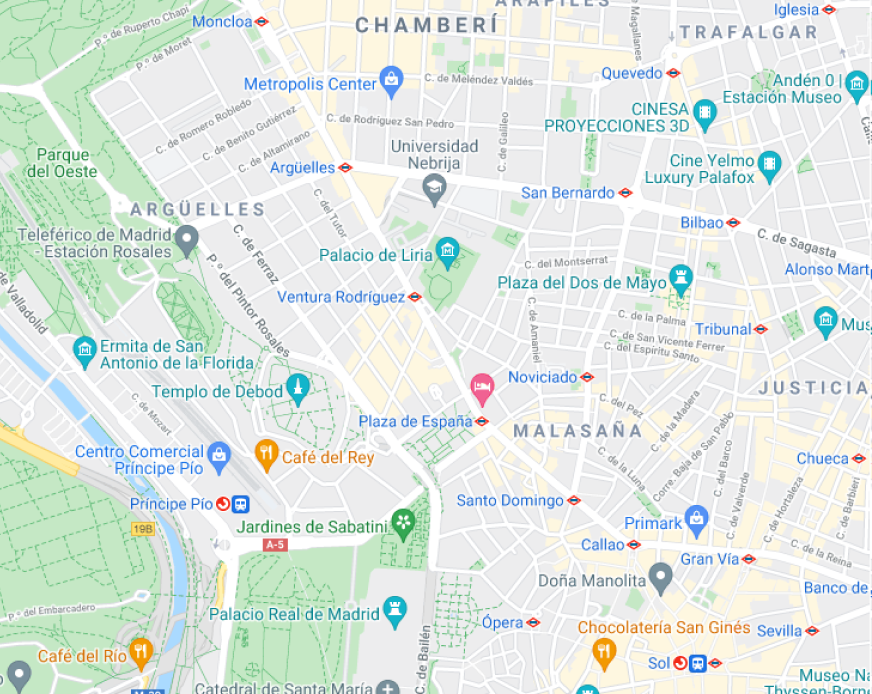 ARAPILES
Iglesia
Moncloa
P.º de Ruperto Chapí
CHAMBERÍ
C. de Magallanes
TRAFALGAR
P.º de Moret
Quevedo
Metropolis Center
C. de Meléndez Valdés
Andén 0 |
Estación Museo
CINESA
PROYECCIONES 3D
C. de Romero Robledo
C. de Rodríguez San Pedro
C. de Galileo
C. de Benito Gutiérrez
C. de Altamirano
Universidad
Nebrija
Parque
del Oeste
Argüelles
Cine Yelmo
Luxury Palafox
San Bernardo
C. del Tutor
ARGÜELLES
Bilbao
Teleférico de Madrid
- Estación Rosales
C. de Ferraz
C. de Sagasta
Palacio de Liria
C. del Montserrat
Alonso Mart
Plaza del Dos de Mayo
P.º del Pintor Rosales
Ventura Rodríguez
de Valladolid
C. de Amaniel
C. de la Palma
Tribunal
Mus
C. de San Vicente Ferrer
C. del Espíritu Santo
Ermita de San
Antonio de la Florida
Noviciado
JUSTICIA
Templo de Debod
C. de Mozart
C. del Pez
C. de la Madera
Plaza de España
MALASAÑA
Corre. Baja de San Pablo
Centro Comercial
Príncipe Pío
Café del Rey
C. de la Luna
C. del Barco
C. de Valverde
Chueca
C. de Hortaleza
C. de Barbieri
Príncipe Pío
Santo Domingo
19B
Jardines de Sabatini
Primark
A-5
Callao
Gran Vía
C. de la Reina
Doña Manolita
Banco de
P.º del Embarcadero
Palacio Real de Madrid
Ópera
Chocolatería San Ginés
Sevilla
C. de Bailén
Café del Río
Sol
Catedral de Santa María
Museo Na
Thyssen-Borne